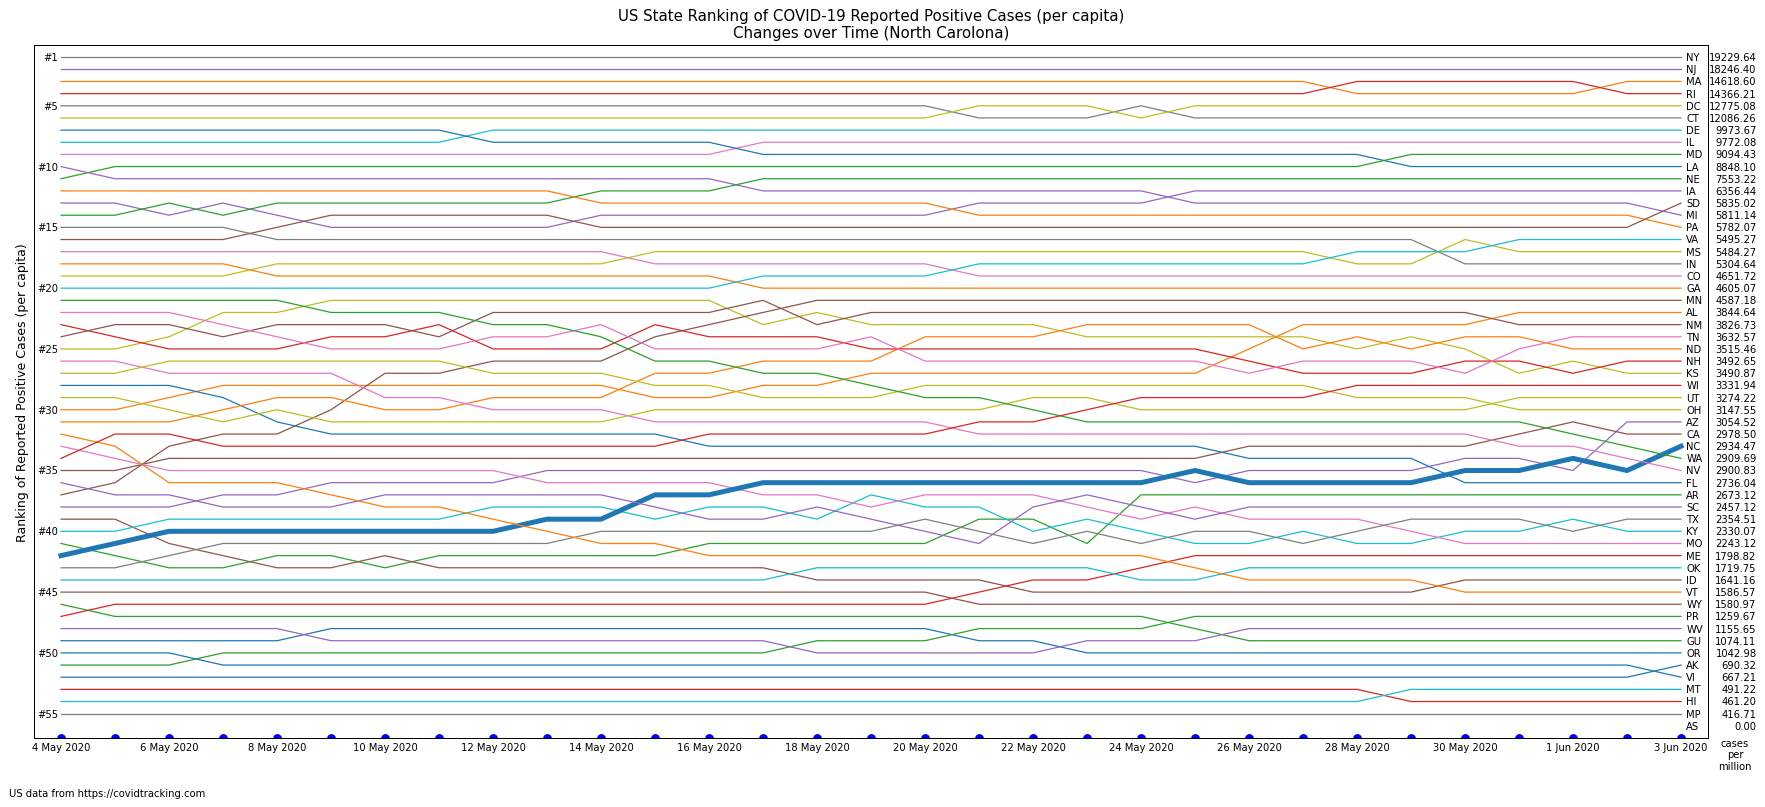 US State Ranking of COVID-19 Reported Positive Cases (per capita)
Changes over Time (North Carolona)
Ranking of Reported Positive Cases (per capita)
#1
#5
#10
#15
#20
#25
#30
#35
#40
#45
#50
#55
NY 19229.64
NJ 18246.40
MA 14618.60
RI 14366.21
DC 12775.08
CT 12086.26
DE 9973.67
IL 9772.08
MD 9094.43
LA 8848.10
NE 7553.22
IA 6356.44
SD 5835.02
MI 5811.14
PA 5782.07
VA 5495.27
MS 5484.27
IN 5304.64
CO 4651.72
GA 4605.07
MN 4587.18
AL 3844.64
NM 3826.73
TN 3632.57
ND 3515.46
NH 3492.65
KS 3490.87
WI 3331.94
UT 3274.22
OH 3147.55
AZ 3054.52
CA 2978.50
NC 2934.47
WA 2909.69
NV 2900.83
FL 2736.04
AR 2673.12
SC 2457.12
TX 2354.51
KY 2330.07
MO 2243.12
ME 1798.82
OK 1719.75
ID 1641.16
VT 1586.57
WY 1580.97
PR 1259.67
WV 1155.65
GU 1074.11
OR 1042.98
AK 690.32
VI 667.21
MT 491.22
HI 461.20
MP 416.71
AS 0.00
4 May 2020 6 May 2020 8 May 2020 10 May 2020 12 May 2020 14 May 2020 16 May 2020 18 May 2020 20 May 2020 22 May 2020 24 May 2020 26 May 2020 28 May 2020 30 May 2020 1 Jun 2020 3 Jun 2020
cases
per
million
US data from https://covidtracking.com